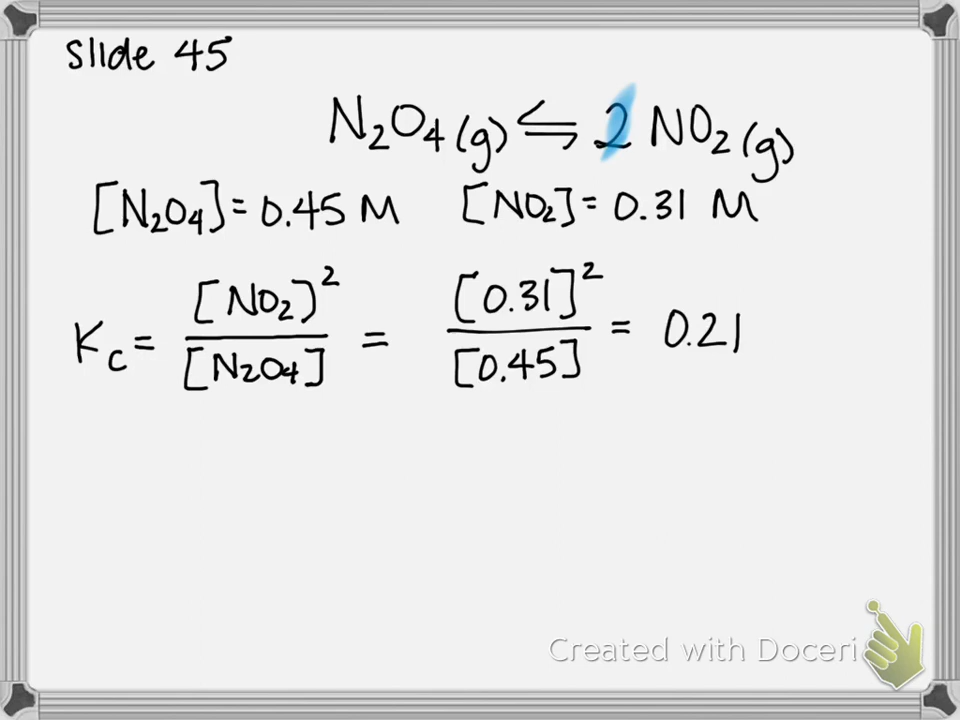 Slide 45
N₂O₄(g) ⇋ 2 NO₂(g)
[N₂O₄] = 0.45 M [NO₂] = 0.31 M
Kc = [NO₂)² / [N₂O₄] = [0.31]² / [0.45] = 0.21
Created with Doceri